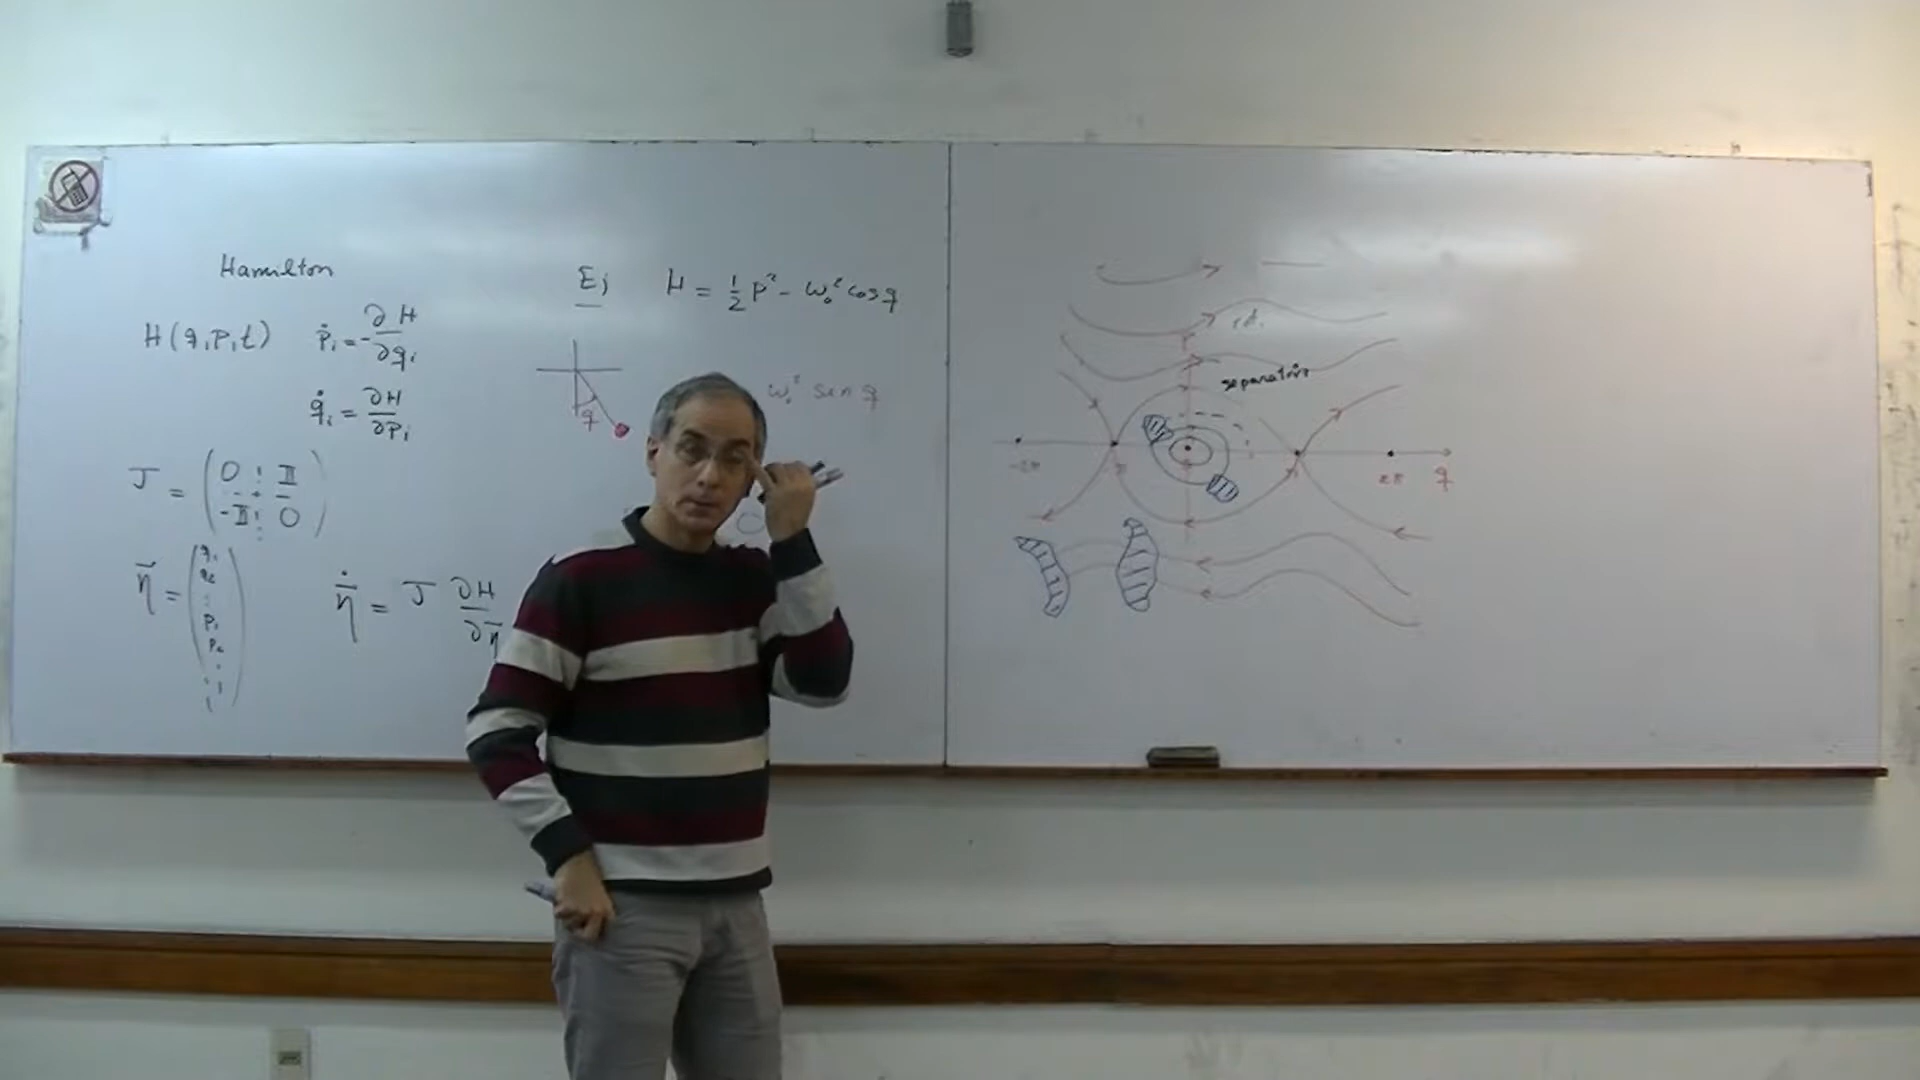 Hamilton
H(q,p,t) ṗᵢ = -∂H/∂qᵢ
q̇ᵢ = ∂H/∂pᵢ
J = (0 𝕀
-𝕀 0)
η⃗ = (q₁
q₂
⋮
p₁
p₂
⋮)
η⃗̇ = J ∂H/∂η⃗
Ej H = ½ p² - ω₀² cos q
q
ω₀² sen q
separatriz
-2π
2π q